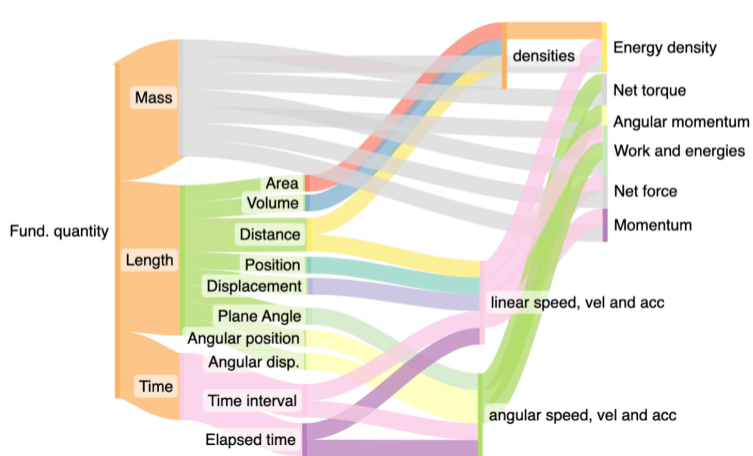 Fund. quantity
Mass
Length
Time
Area
Volume
Distance
Position
Displacement
Plane Angle
Angular position
Angular disp.
Time interval
Elapsed time
densities
linear speed, vel and acc
angular speed, vel and acc
Energy density
Net torque
Angular momentum
Work and energies
Net force
Momentum